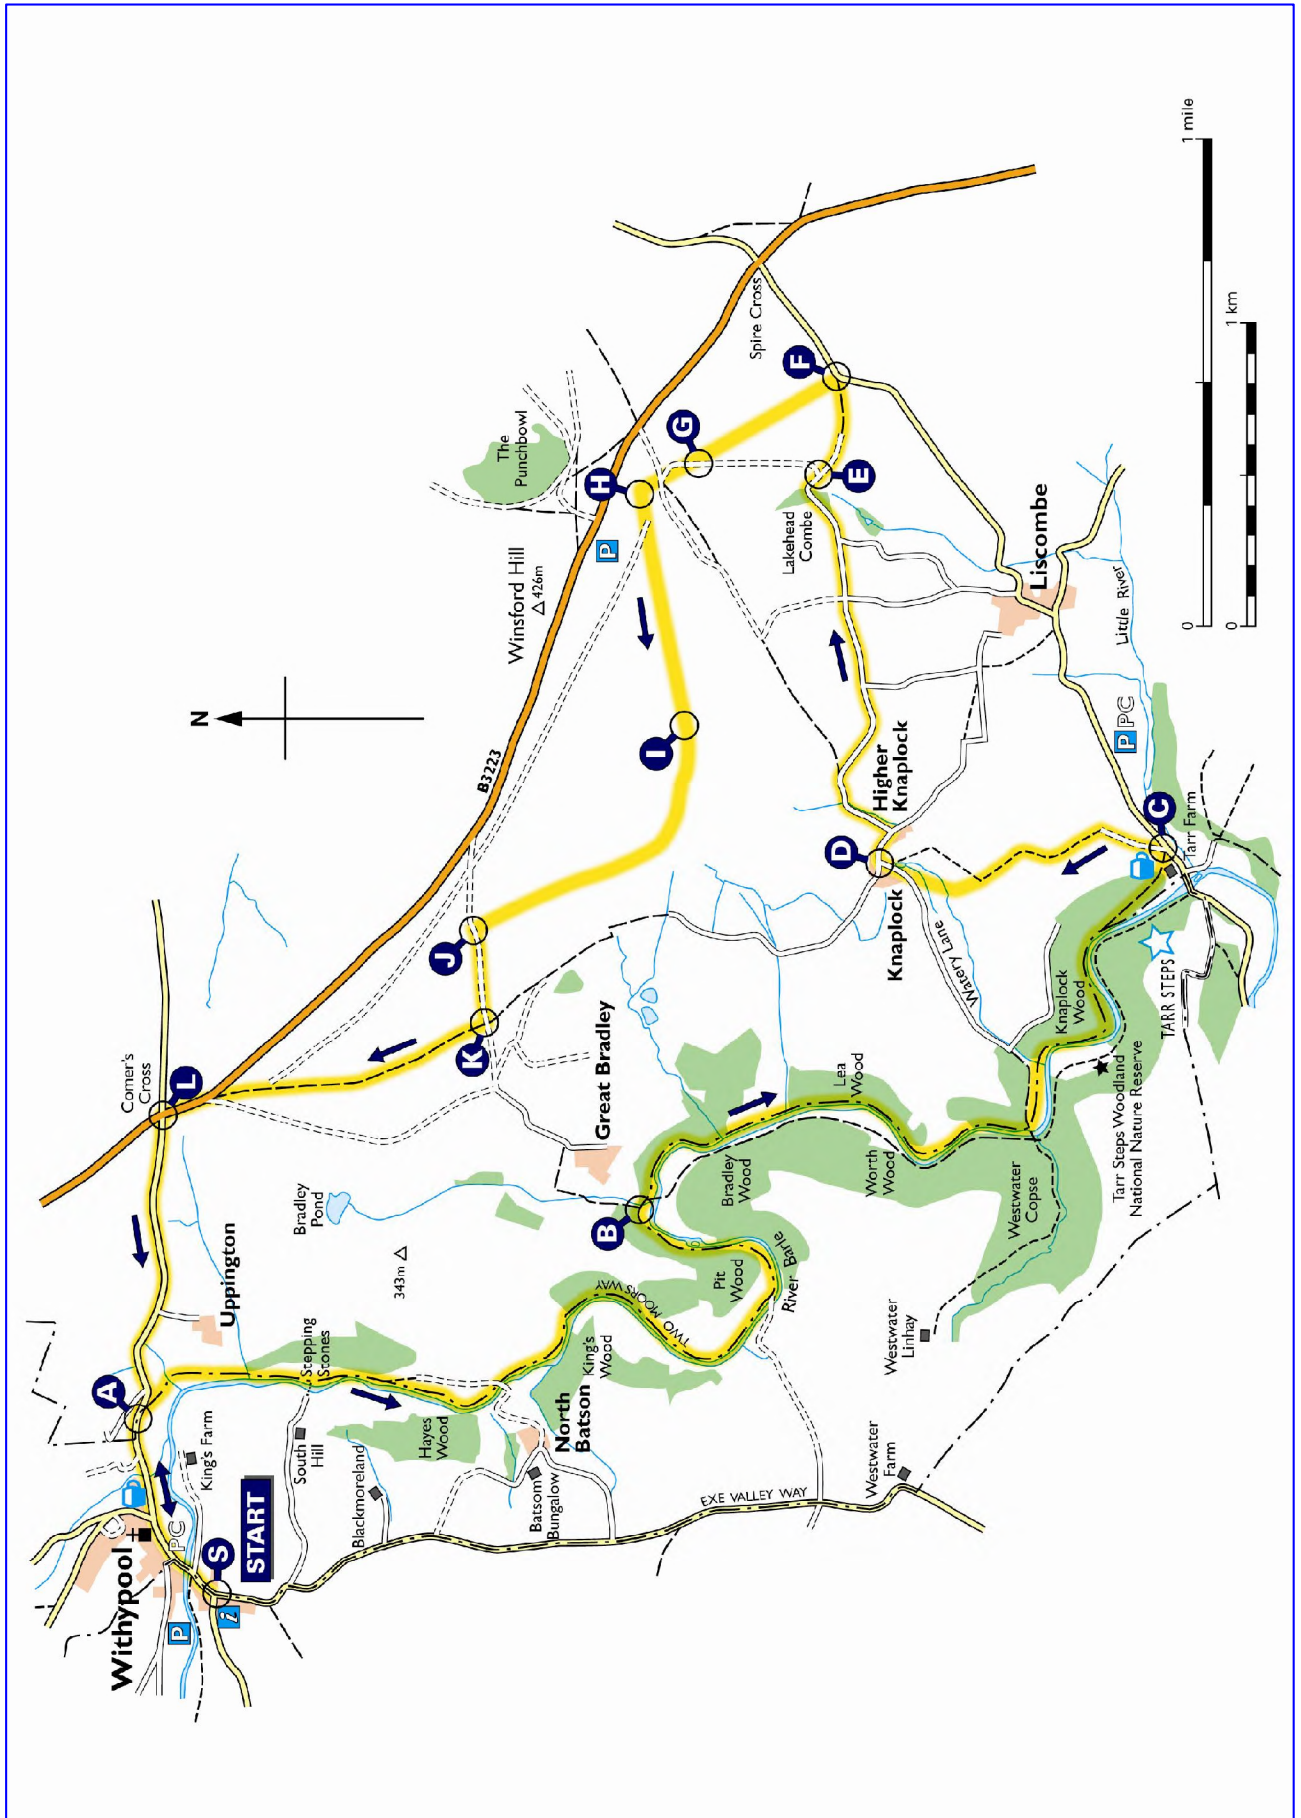 Withypool
PC
P
i
S
START
A
King's Farm
Uppington
Comer's
Cross
L
South
Hill
Stepping
Stones
Blackmoreland
Hayes
Wood
Batsom
Bungalow
North
Batson
King's
Wood
TWO MOORS WAY
343m
Bradley
Pond
B
Pit
Wood
River Barle
Bradley
Wood
Great Bradley
K
J
B3223
N
Winsford Hill
426m
P
The
Punchbowl
H
G
I
F
E
Spire Cross
Lakehead
Combe
Higher
Knaplock
D
Knaplock
Watery Lane
Liscombe
Little River
P PC
C
Tarr Farm
TARR STEPS
Knaplock
Wood
Lea
Wood
Worth
Wood
Westwater
Copse
Tarr Steps Woodland
National Nature Reserve
Westwater
Linhay
Westwater
Farm
EXE VALLEY WAY
0
1 mile
0
1 km